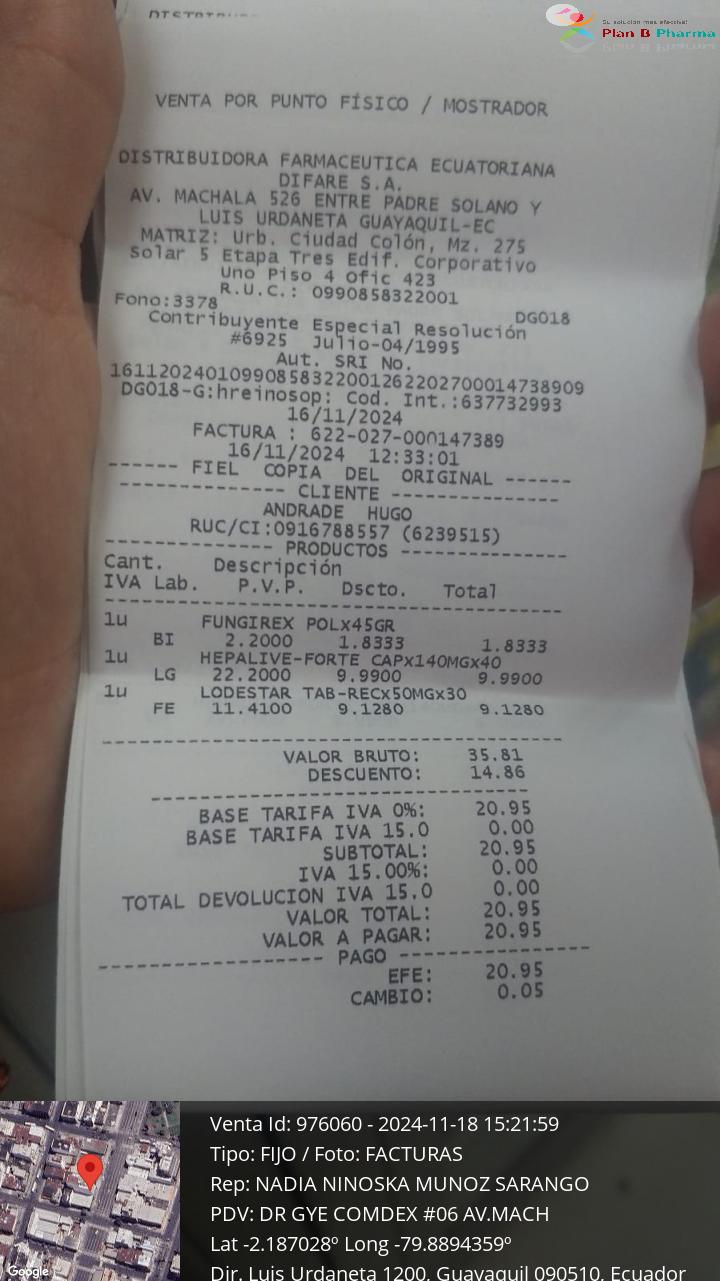 Su solución más efectiva!
Plan B Pharma
VENTA POR PUNTO FÍSICO / MOSTRADOR
DISTRIBUIDORA FARMACEUTICA ECUATORIANA
DIFARE S.A.
AV. MACHALA 526 ENTRE PADRE SOLANO Y
LUIS URDANETA GUAYAQUIL-EC
MATRIZ: Urb. Ciudad Colón, Mz. 275
Solar 5 Etapa Tres Edif. Corporativo
Uno Piso 4 Ofic 423
R.U.C.: 0990858322001
Fono:3378 DG018
Contribuyente Especial Resolución
#6925 Julio-04/1995
Aut. SRI No.
1611202401099085832200126220270001473890​9
DG018-G:hreinosop: Cod. Int.:637732993
16/11/2024
FACTURA : 622-027-000147389
16/11/2024 12:33:01
------ FIEL COPIA DEL ORIGINAL ------
-------------- CLIENTE --------------
ANDRADE HUGO
RUC/CI:0916788557 (6239515)
-------------- PRODUCTOS --------------
Cant. Descripción
IVA Lab. P.V.P. Dscto. Total
1u FUNGIREX POLx45GR
BI 2.2000 1.8333 1.8333
1u HEPALIVE-FORTE CAPx140MGx40
LG 22.2000 9.9900 9.9900
1u LODESTAR TAB-RECx50MGx30
FE 11.4100 9.1280 9.1280
VALOR BRUTO: 35.81
DESCUENTO: 14.86
BASE TARIFA IVA 0%: 20.95
BASE TARIFA IVA 15.0 0.00
SUBTOTAL: 20.95
IVA 15.00%: 0.00
TOTAL DEVOLUCION IVA 15.0 0.00
VALOR TOTAL: 20.95
VALOR A PAGAR: 20.95
------------------ PAGO ---------------
EFE: 20.95
CAMBIO: 0.05
Venta Id: 976060 - 2024-11-18 15:21:59
Tipo: FIJO / Foto: FACTURAS
Rep: NADIA NINOSKA MUNOZ SARANGO
PDV: DR GYE COMDEX #06 AV.MACH
Lat -2.187028º Long -79.8894359º
Dir. Luis Urdaneta 1200, Guayaquil 090510, Ecuador
Google